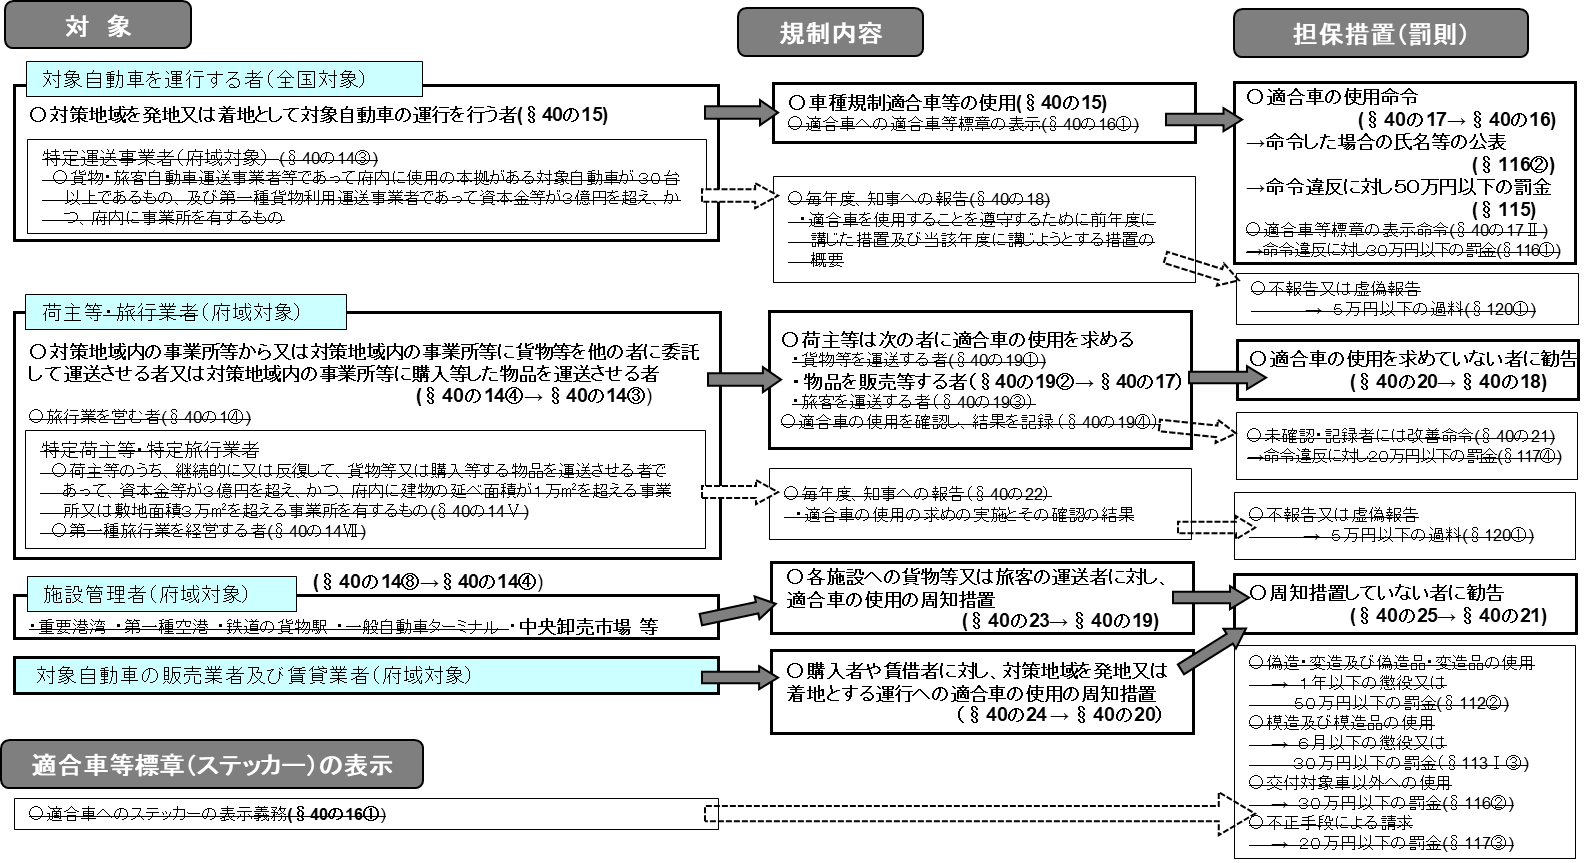 対 象
規制内容
担保措置(罰則)
対象自動車を運行する者(全国対象)
○対策地域を発地又は着地として対象自動車の運行を行う者(§40の15)
特定運送事業者(府域対象) (§40の14③)
○貨物・旅客自動車運送事業者等であって府内に使用の本拠がある対象自動車が30台
以上であるもの、及び第一種貨物利用運送事業者であって資本金等が3億円を超え、か
つ、府内に事業所を有するもの
○車種規制適合車等の使用(§40の15)
○適合車への適合車等標章の表示(§40の16①)
○毎年度、知事への報告(§40の18)
・適合車を使用することを遵守するために前年度に
講じた措置及び当該年度に講じようとする措置の
概要
○適合車の使用命令
(§40の17→§40の16)
→命令した場合の氏名等の公表
(§116②)
→命令違反に対し50万円以下の罰金
(§115)
○適合車等標章の表示命令(§40の17Ⅱ)
→命令違反に対し30万円以下の罰金(§116①)
○不報告又は虚偽報告
→ 5万円以下の過料(§120①)
荷主等・旅行業者(府域対象)
○対策地域内の事業所等から又は対策地域内の事業所等に貨物等を他の者に委託
して運送させる者又は対策地域内の事業所等に購入等した物品を運送させる者
(§40の14④→§40の14③)
○旅行業を営む者(§40の1④)
特定荷主等・特定旅行業者
○荷主等のうち、継続的に又は反復して、貨物等又は購入等する物品を運送させる者で
あって、資本金等が3億円を超え、かつ、府内に建物の延べ面積が1万㎡を超える事業
所又は敷地面積3万㎡を超える事業所を有するもの(§40の14Ⅴ)
○第一種旅行業を経営する者(§40の14Ⅶ)
○荷主等は次の者に適合車の使用を求める
・貨物等を運送する者(§40の19①)
・物品を販売等する者(§40の19②→§40の17)
・旅客を運送する者(§40の19③)
○適合車の使用を確認し、結果を記録(§40の19④)
○毎年度、知事への報告(§40の22)
・適合車の使用の求めの実施とその確認の結果
○適合車の使用を求めていない者に勧告
(§40の20→§40の18)
○未確認・記録者には改善命令(§40の21)
→命令違反に対し20万円以下の罰金(§117④)
○不報告又は虚偽報告
→ 5万円以下の過料(§120①)
施設管理者(府域対象)
(§40の14⑧→§40の14④)
・重要港湾 ・第一種空港 ・鉄道の貨物駅 ・一般自動車ターミナル ・中央卸売市場 等
○各施設への貨物等又は旅客の運送者に対し、
適合車の使用の周知措置
(§40の23→§40の19)
○周知措置していない者に勧告
(§40の25→§40の21)
対象自動車の販売業者及び賃貸業者(府域対象)
○購入者や賃借者に対し、対策地域を発地又は
着地とする運行への適合車の使用の周知措置
(§40の24→§40の20)
○偽造・変造及び偽造品・変造品の使用
→ 1年以下の懲役又は
50万円以下の罰金(§112②)
○模造及び模造品の使用
→ 6月以下の懲役又は
30万円以下の罰金(§113Ⅰ③)
○交付対象車以外への使用
→ 30万円以下の罰金(§116②)
○不正手段による請求
→ 20万円以下の罰金(§117③)
適合車等標章(ステッカー)の表示
○適合車へのステッカーの表示義務(§40の16①)